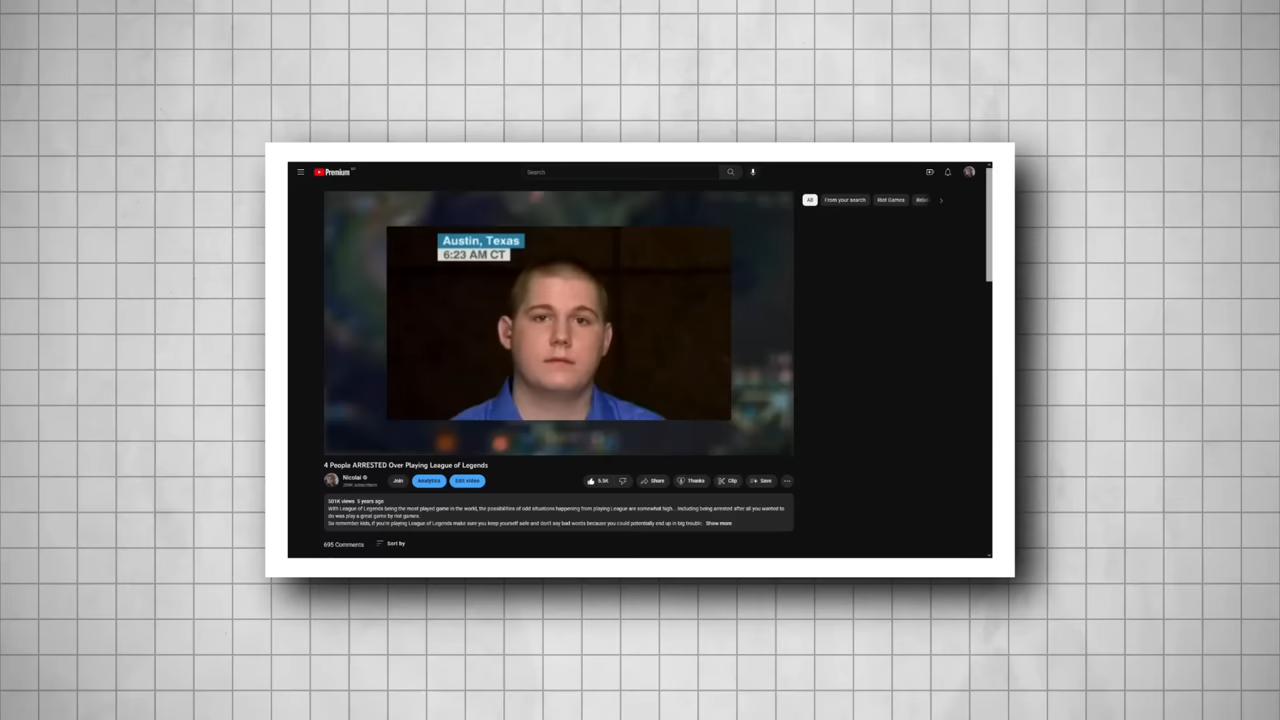 Premium
Search
All
From your search
Riot Games
Austin, Texas
6:23 AM CT
4 People ARRESTED Over Playing League of Legends
Nicolai
Join
Analytics
Edit video
5.5K
Share
Thanks
Clip
Save
501K views 5 years ago
With League of Legends being the most played game in the world, the possibilities of odd situations happening from playing League are somewhat high... Including being arrested after all you wanted to
do was play a great game by riot games.
So remember kids, if you're playing League of Legends make sure you keep yourself safe and don't say bad words because you could potentially end up in big trouble. Show more
695 Comments
Sort by